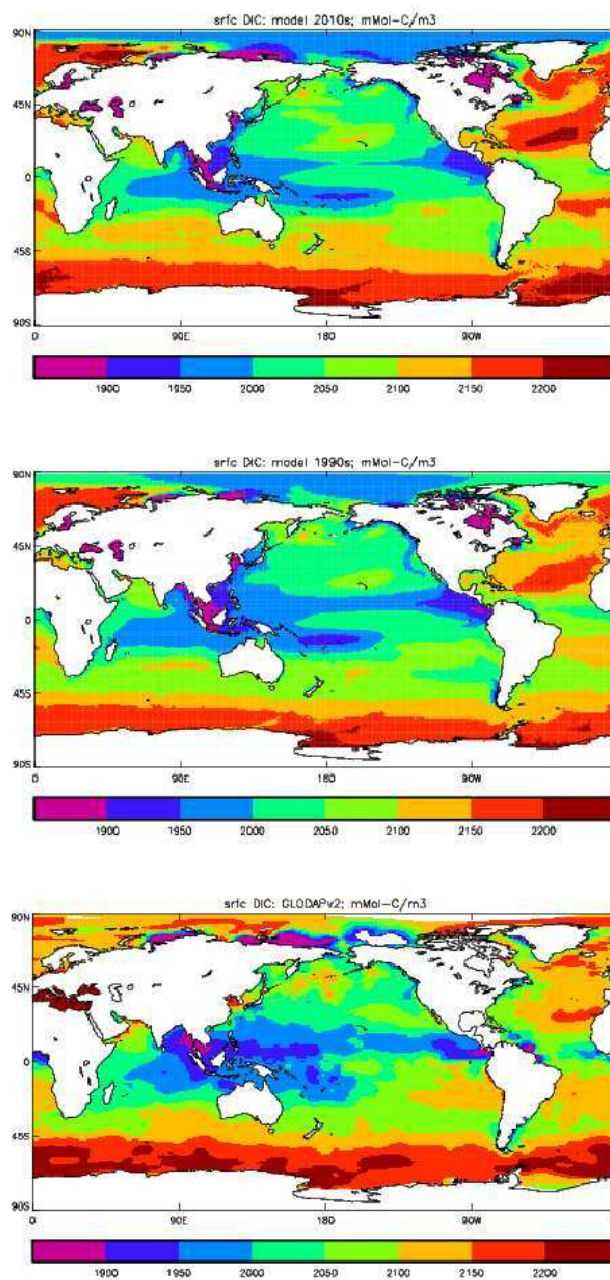 srfc DIC: model 2010s; mMol-C/m3
90N
45N
0
45S
90S
0 90E 180 90W
1900 1950 2000 2050 2100 2150 2200
srfc DIC: model 1990s; mMol-C/m3
90N
45N
0
45S
90S
0 90E 180 90W
1900 1950 2000 2050 2100 2150 2200
srfc DIC: GLODAPv2; mMol-C/m3
90N
45N
0
45S
90S
0 90E 180 90W
1900 1950 2000 2050 2100 2150 2200